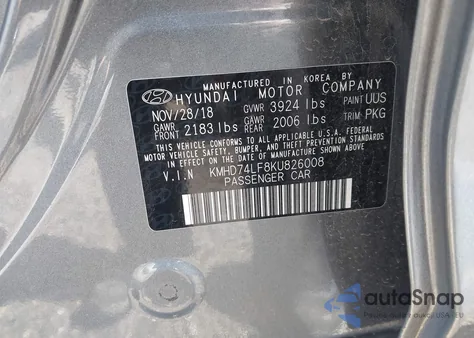 MANUFACTURED IN KOREA BY
HYUNDAI MOTOR COMPANY
NOV/28/18 GVWR 3924 lbs PAINT UUS
GAWR FRONT 2183 lbs GAWR REAR 2006 lbs TRIM PKG
THIS VEHICLE CONFORMS TO ALL APPLICABLE U.S. FEDERAL
MOTOR VEHICLE SAFETY, BUMPER, AND THEFT PREVENTION
STANDARDS IN EFFECT ON THE DATE OF MANUFACTURE SHOWN ABOVE.
V.I.N KMHD74LF8KU826008
PASSENGER CAR
autoSnap